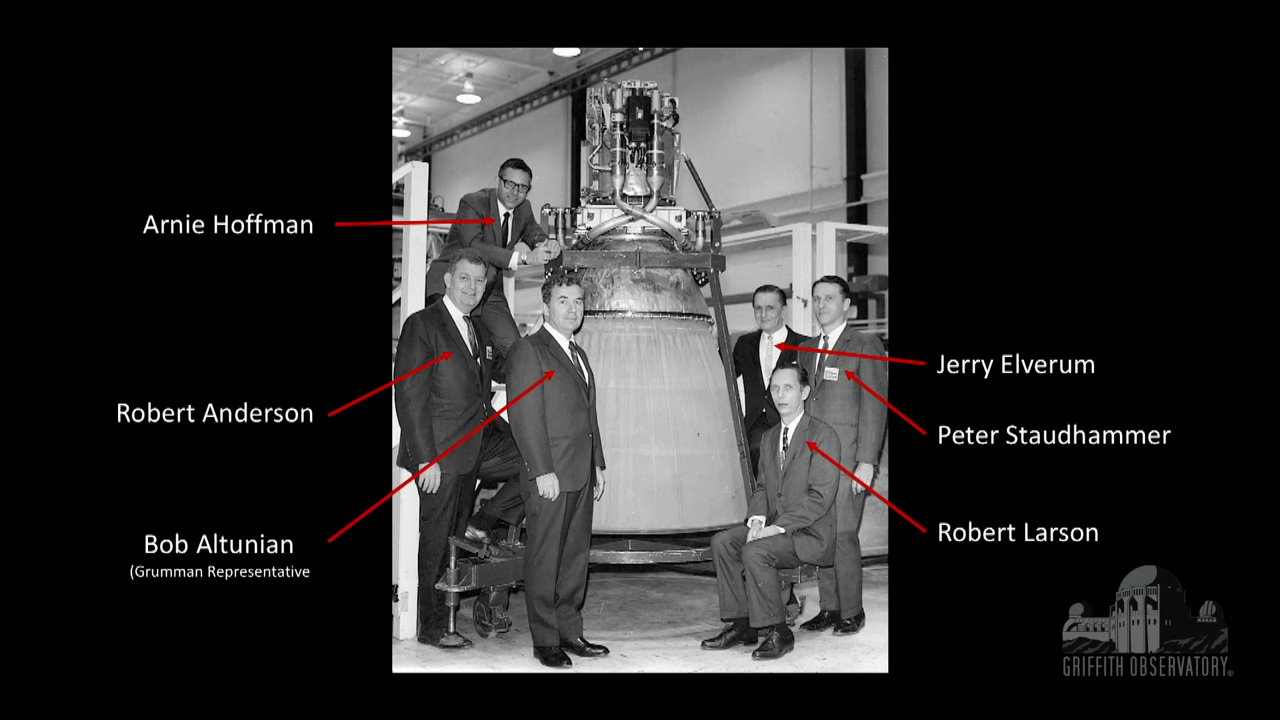 Arnie Hoffman
Robert Anderson
Bob Altunian
(Grumman Representative
Jerry Elverum
Peter Staudhammer
Robert Larson
GRIFFITH OBSERVATORY®